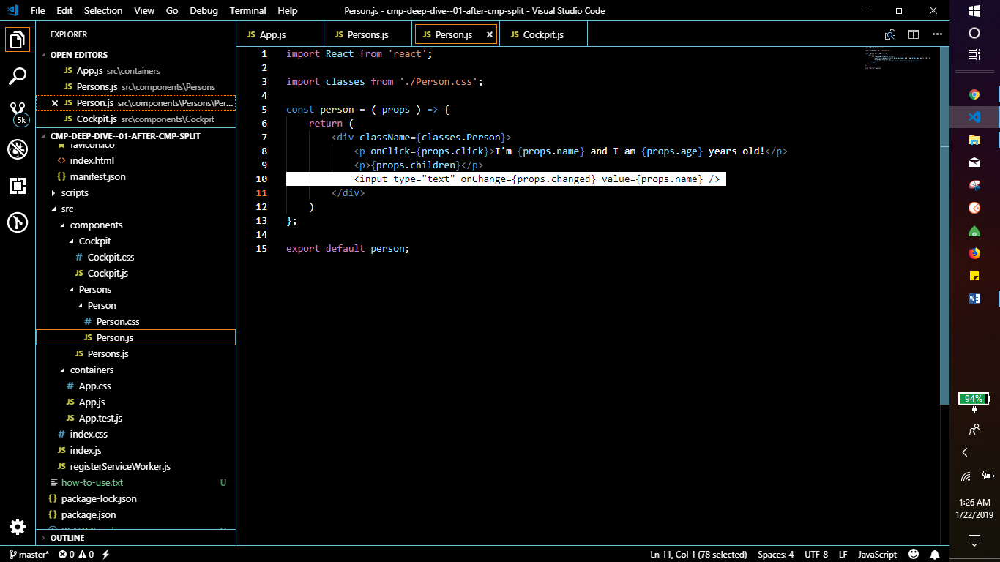 File Edit Selection View Go Debug Terminal Help Person.js - cmp-deep-dive--01-after-cmp-split - Visual Studio Code
EXPLORER
OPEN EDITORS
JS App.js src\containers
JS Persons.js src\components\Persons
JS Person.js src\components\Persons\Per...
JS Cockpit.js src\components\Cockpit
5k
CMP-DEEP-DIVE--01-AFTER-CMP-SPLIT
favicon.ico
<> index.html
{} manifest.json
scripts
src
components
Cockpit
# Cockpit.css
JS Cockpit.js
Persons
Person
# Person.css
JS Person.js
JS Persons.js
containers
# App.css
JS App.js
JS App.test.js
# index.css
JS index.js
JS registerServiceWorker.js
how-to-use.txt U
{} package-lock.json
{} package.json
OUTLINE
JS App.js JS Persons.js JS Person.js JS Cockpit.js
1 import React from 'react';
2
3 import classes from './Person.css';
4
5 const person = ( props ) => {
6 return (
7 <div className={classes.Person}>
8 <p onClick={props.click}>I'm {props.name} and I am {props.age} years old!</p>
9 <p>{props.children}</p>
10 <input type="text" onChange={props.changed} value={props.name} />
11 </div>
12 )
13 };
14
15 export default person;
master* 0 0 Ln 11, Col 1 (78 selected) Spaces: 4 UTF-8 LF JavaScript
94%
1:26 AM
1/22/2019